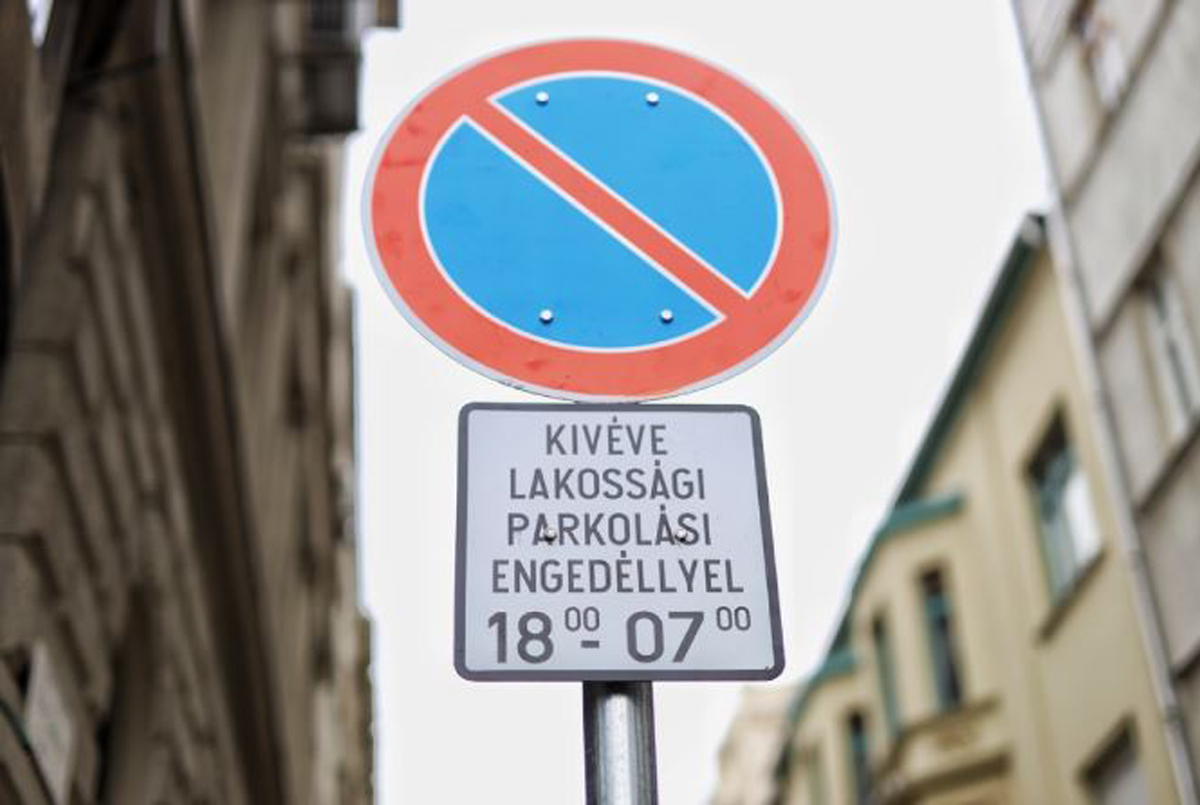 KIVÉVE
LAKOSSÁGI
PARKOLÁSI
ENGEDÉLLYEL
18⁰⁰ - 07⁰⁰